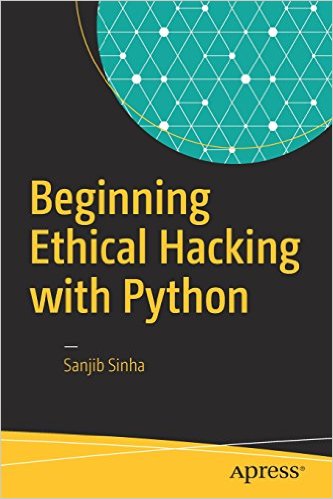 Beginning
Ethical Hacking
with Python
—
Sanjib Sinha
Apress®